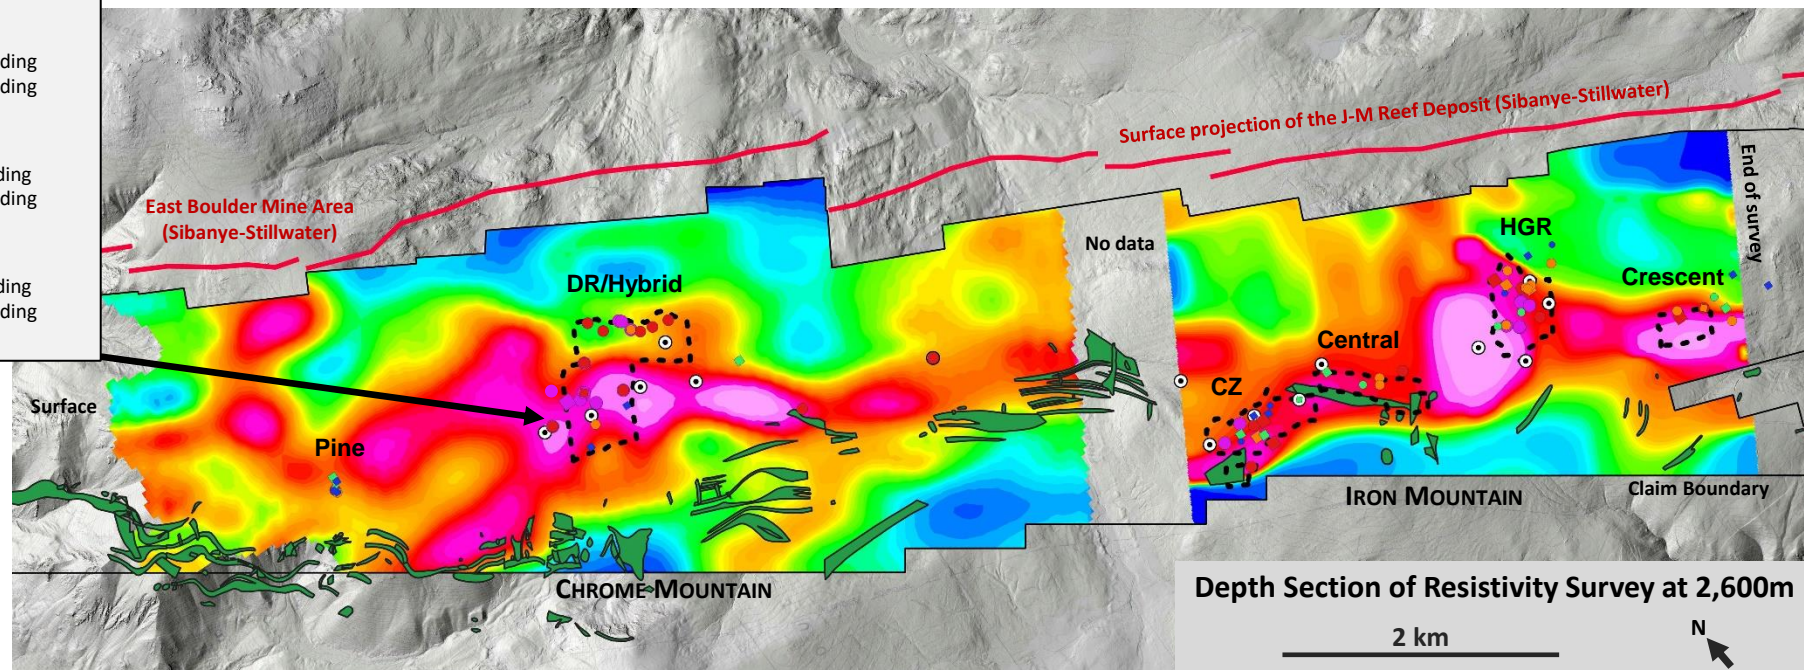 ding
ding
ding
ding
ding
ding
Surface projection of the J-M Reef Deposit (Sibanye-Stillwater)
East Boulder Mine Area
(Sibanye-Stillwater)
End of survey
No data
HGR
Crescent
DR/Hybrid
Central
CZ
Surface
Pine
IRON MOUNTAIN
Claim Boundary
CHROME MOUNTAIN
Depth Section of Resistivity Survey at 2,600m
2 km
N